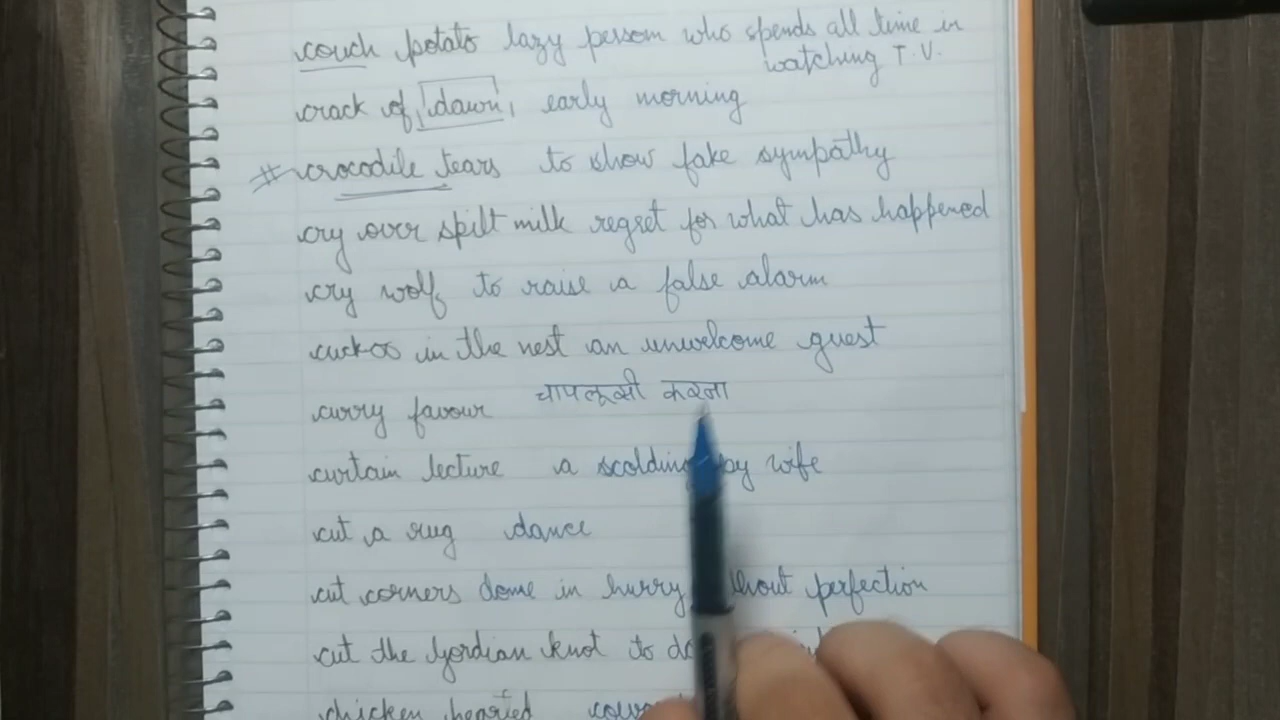 couch potato lazy person who spends all time in
watching T.V.
crack of dawn, early morning
# crocodile tears to show fake sympathy
cry over spilt milk regret for what has happened
cry wolf to raise a false alarm
cuckoo in the nest an unwelcome guest
चापलूसी करना
curry favour
curtain lecture a scolding by wife
cut a rug dance
cut corners done in hurry perfection
cut the Gordian knot to
chicken hearted